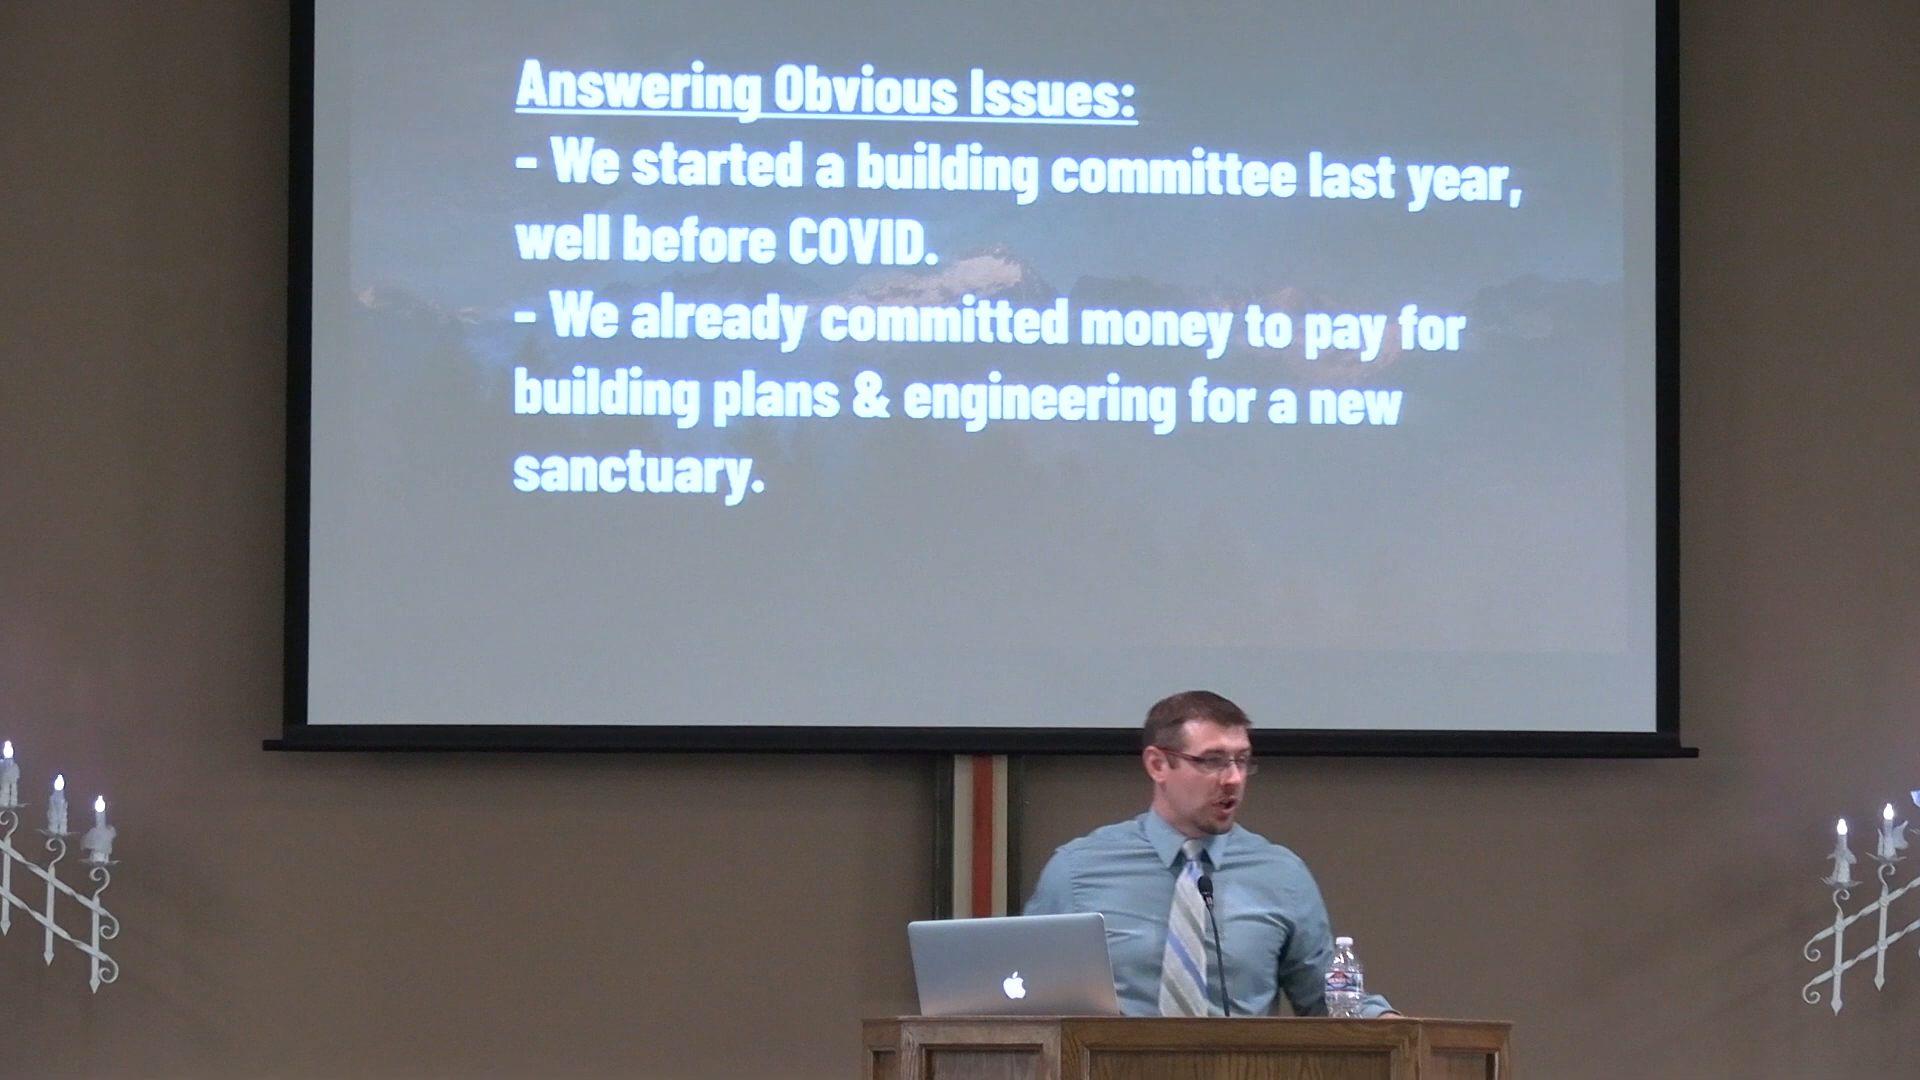 Answering Obvious Issues:
- We started a building committee last year,
well before COVID.
- We already committed money to pay for
building plans & engineering for a new
sanctuary.